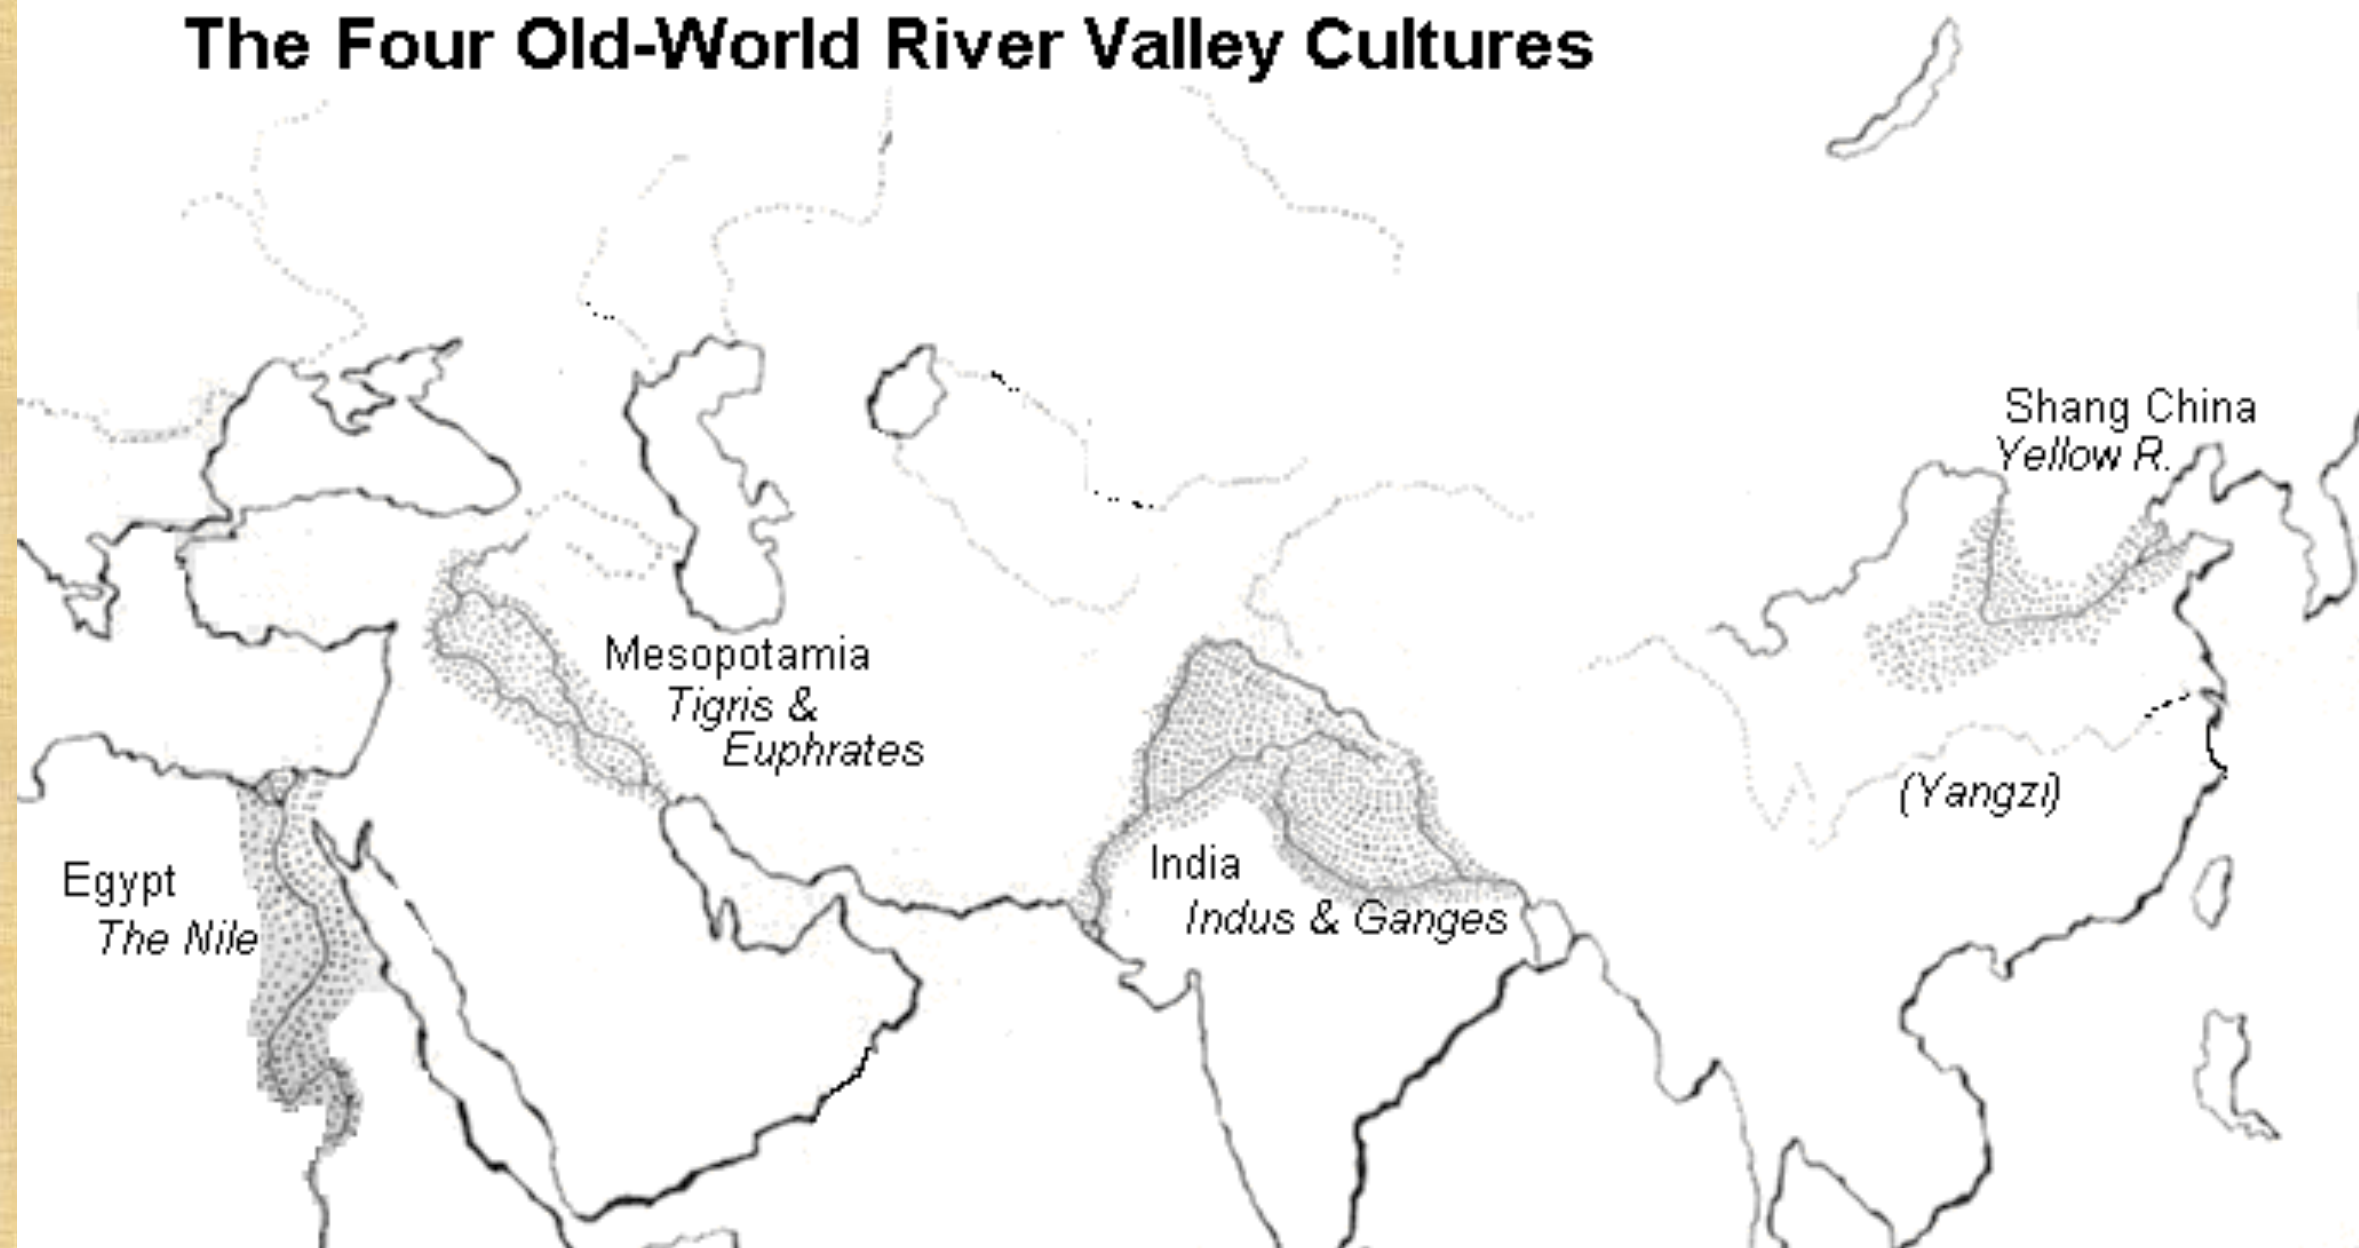 The Four Old-World River Valley Cultures
Shang China
Yellow R.
Mesopotamia
Tigris &
Euphrates
(Yangzi)
India
Indus & Ganges
Egypt
The Nile